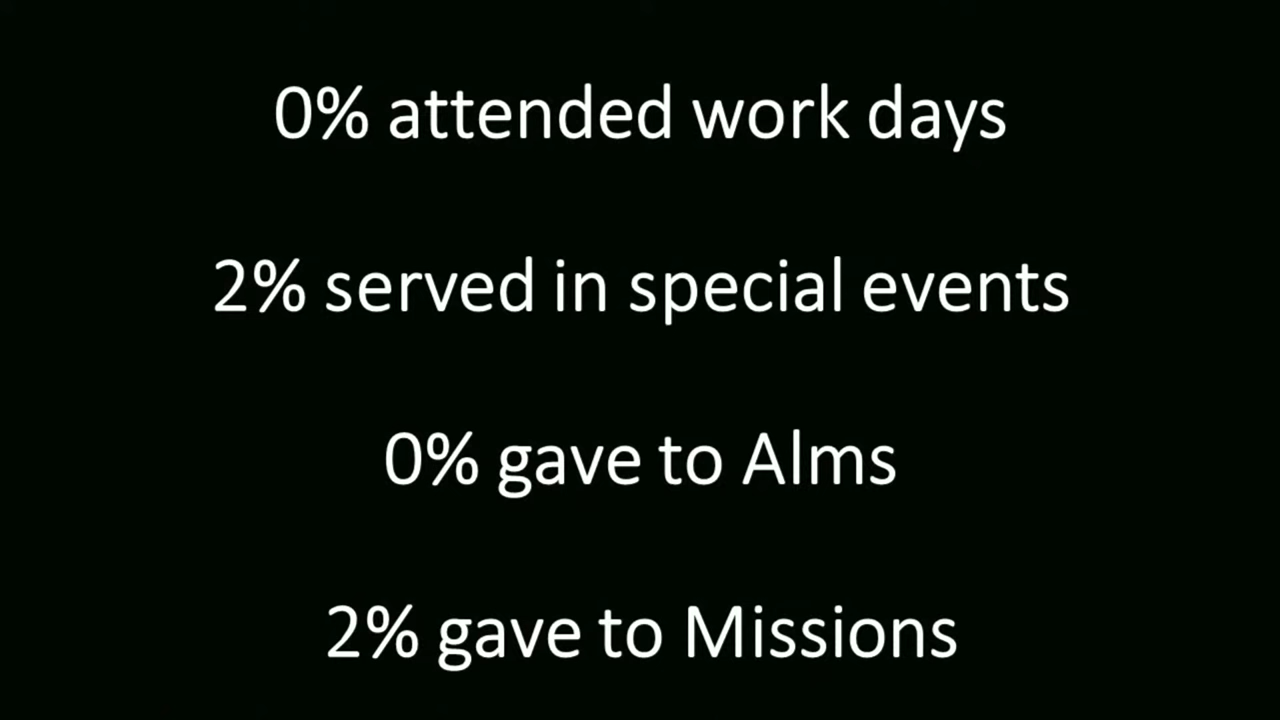 0% attended work days
2% served in special events
0% gave to Alms
2% gave to Missions